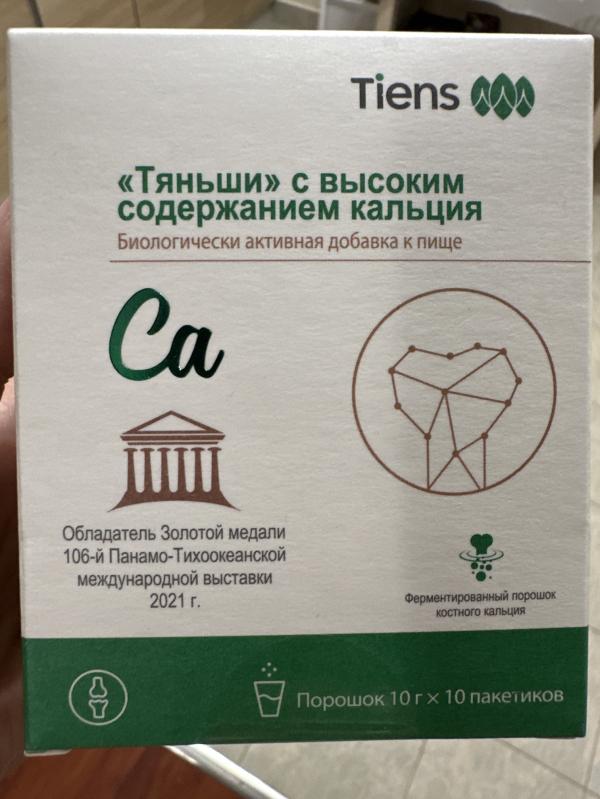 Tiens
«Тяньши» с высоким
содержанием кальция
Биологически активная добавка к пище
Ca
Обладатель Золотой медали
106-й Панамо-Тихоокеанской
международной выставки
2021 г.
Ферментированный порошок
костного кальция
Порошок 10 г × 10 пакетиков